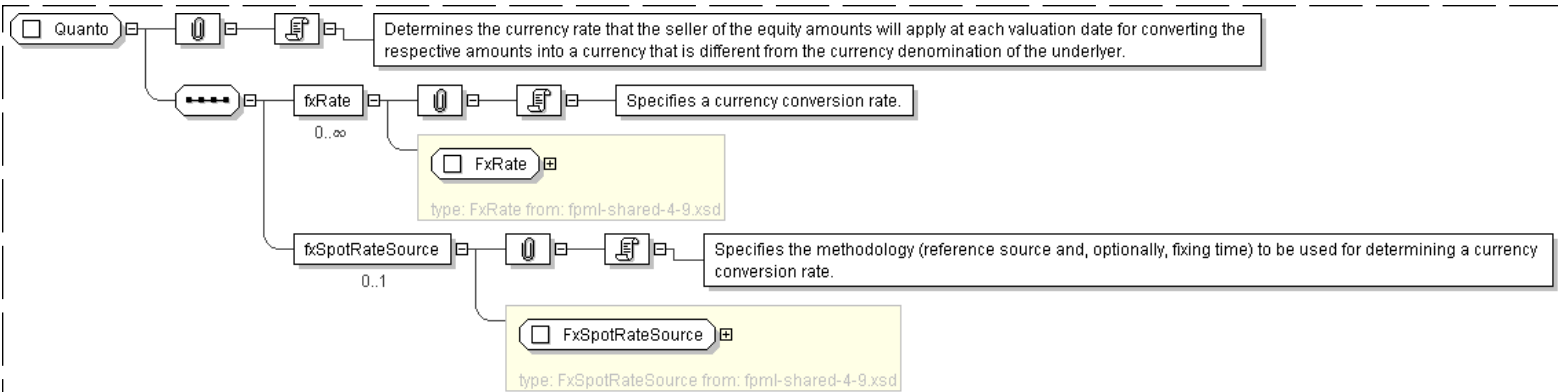 Quanto
Determines the currency rate that the seller of the equity amounts will apply at each valuation date for converting the
respective amounts into a currency that is different from the currency denomination of the underlyer.
fxRate
Specifies a currency conversion rate.
0..∞
FxRate
type: FxRate from: fpml-shared-4-9.xsd
fxSpotRateSource
Specifies the methodology (reference source and, optionally, fixing time) to be used for determining a currency
conversion rate.
0..1
FxSpotRateSource
type: FxSpotRateSource from: fpml-shared-4-9.xsd